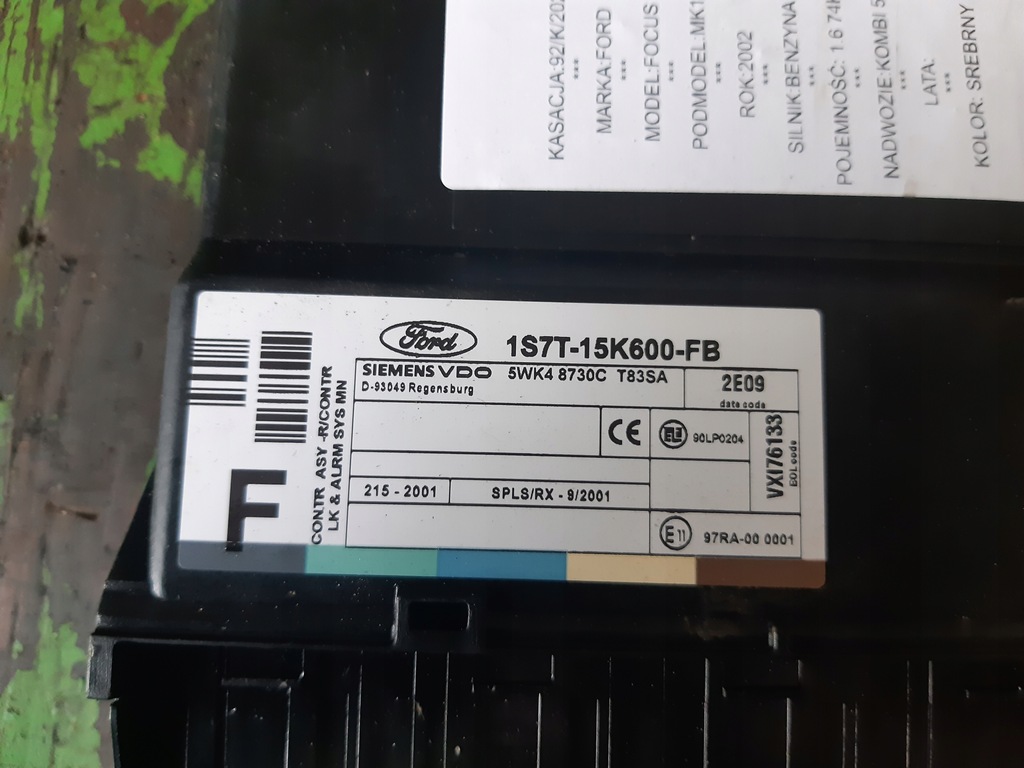 KASACJA:92/K/202
***
MARKA:FORD
***
MODEL:FOCUS
***
PODMODEL:MK1
***
ROK:2002
***
SILNIK:BENZYNA
***
POJEMNOŚĆ: 1.6 74
***
NADWOZIE:KOMBI 5
***
LATA:
***
KOLOR: SREBRNY
Ford
1S7T-15K600-FB
SIEMENS VDO 5WK4 8730C T83SA
D-93049 Regensburg
2E09
date code
CONTR ASY -R/CONTR
LK & ALRM SYS MN
F
CE
ELE
90LP0204
VXI76133
EOL code
215 - 2001
SPLS/RX - 9/2001
E11
97RA-00 0001